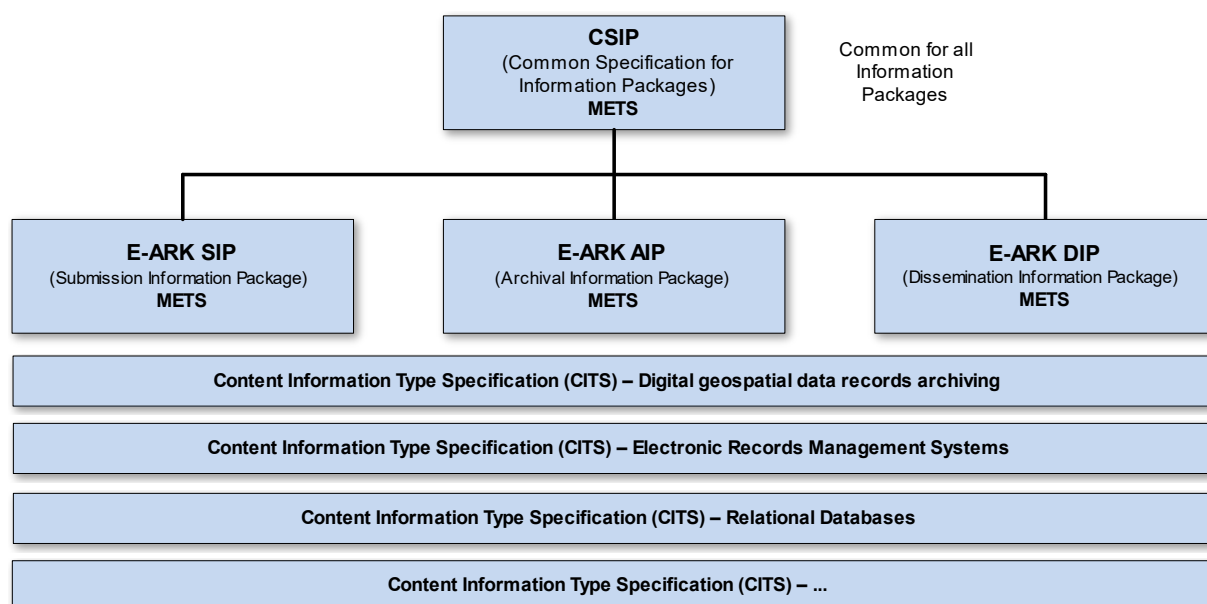 CSIP
(Common Specification for
Information Packages)
METS
Common for all
Information
Packages
E-ARK SIP
(Submission Information Package)
METS
E-ARK AIP
(Archival Information Package)
METS
E-ARK DIP
(Dissemination Information Package)
METS
Content Information Type Specification (CITS) – Digital geospatial data records archiving
Content Information Type Specification (CITS) – Electronic Records Management Systems
Content Information Type Specification (CITS) – Relational Databases
Content Information Type Specification (CITS) – ...